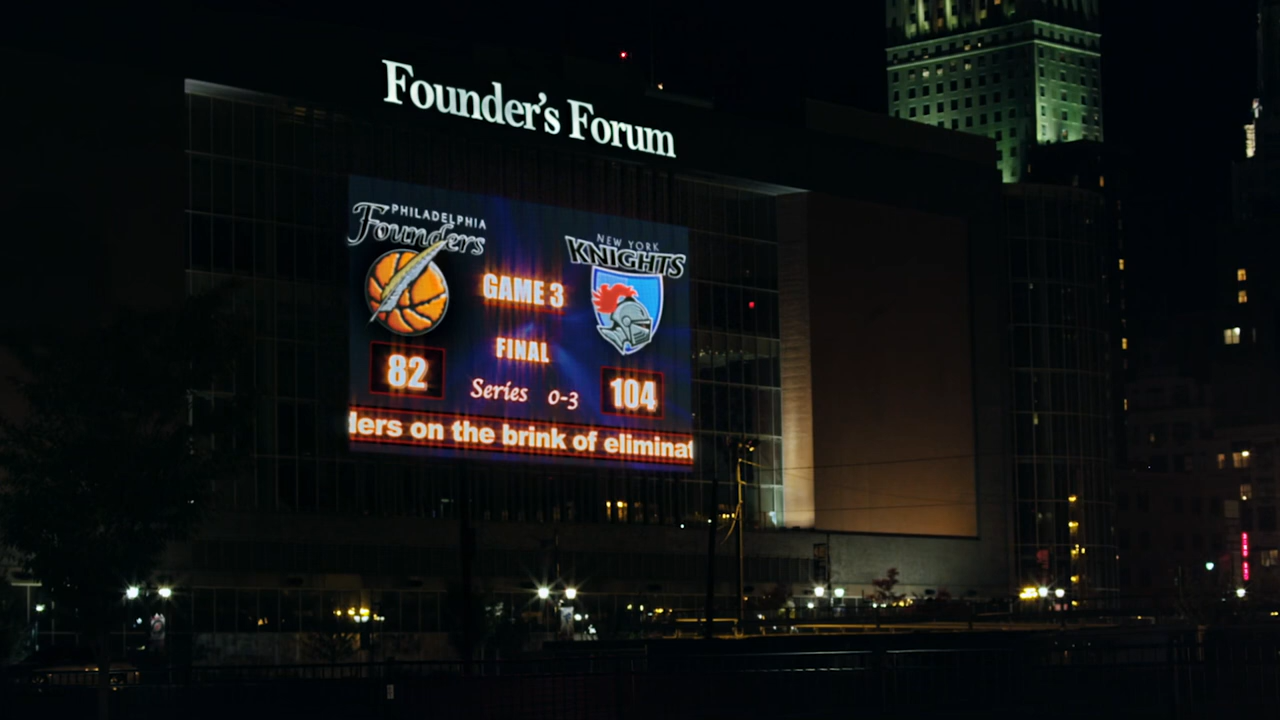 Founder's Forum
PHILADELPHIA
Founders
NEW YORK
KNIGHTS
GAME 3
FINAL
82
Series 0-3
104
ders on the brink of eliminat